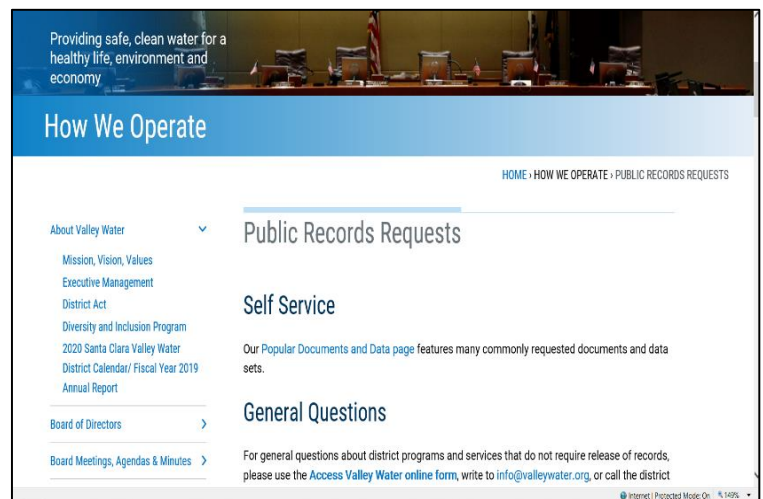 Providing safe, clean water for a
healthy life, environment and
economy
How We Operate
HOME › HOW WE OPERATE › PUBLIC RECORDS REQUESTS
About Valley Water
Mission, Vision, Values
Executive Management
District Act
Diversity and Inclusion Program
2020 Santa Clara Valley Water
District Calendar/ Fiscal Year 2019
Annual Report
Board of Directors
Board Meetings, Agendas & Minutes
Public Records Requests
Self Service
Our Popular Documents and Data page features many commonly requested documents and data
sets.
General Questions
For general questions about district programs and services that do not require release of records,
please use the Access Valley Water online form, write to info@valleywater.org, or call the district
Internet | Protected Mode: On
149%